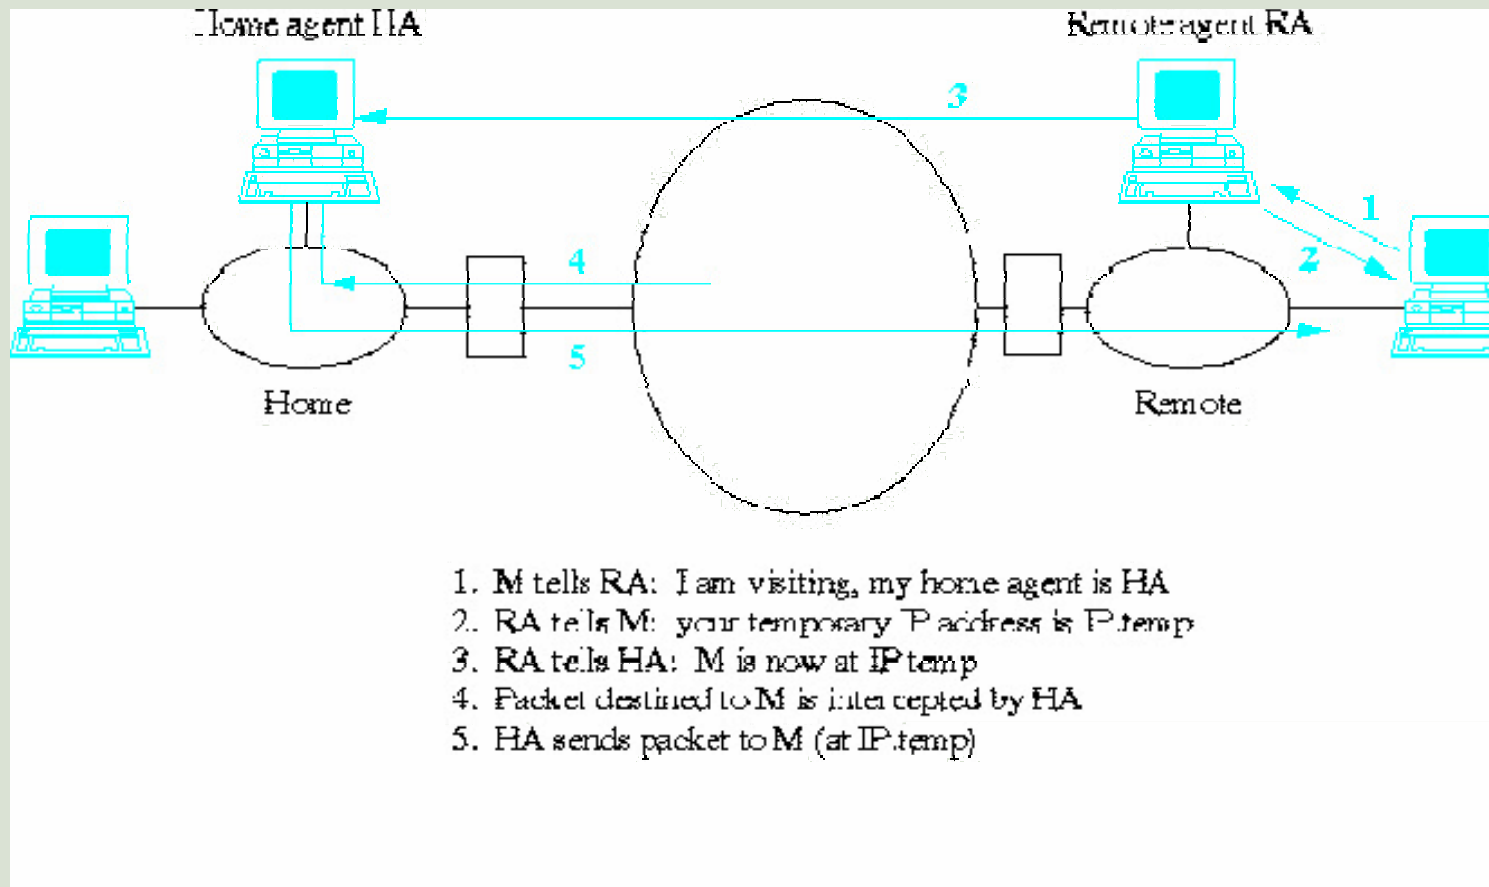 Home agent HA
Remote agent RA
3
1
2
4
5
Home
Remote
1. M tells RA: I am visiting, my home agent is HA
2. RA tells M: your temporary IP address is IP.temp
3. RA tells HA: M is now at IP temp
4. Packet destined to M is intercepted by HA
5. HA sends packet to M (at IP.temp)